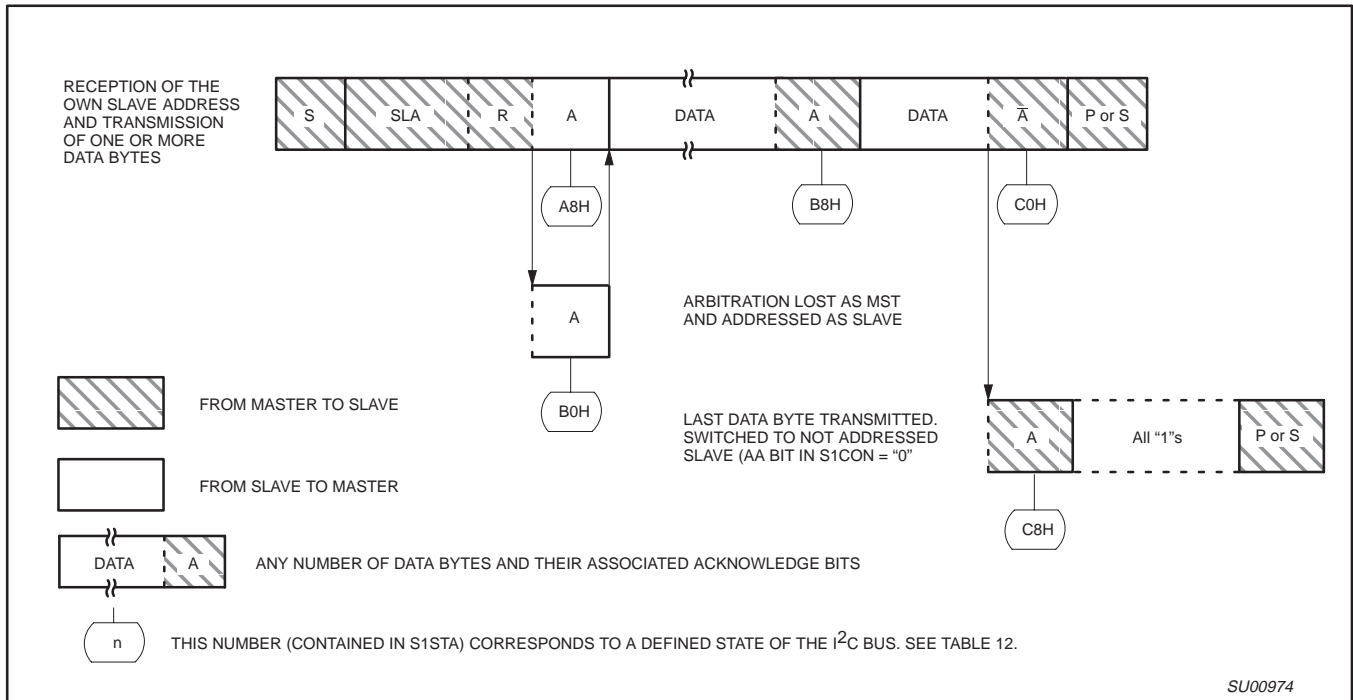 RECEPTION OF THE
OWN SLAVE ADDRESS
AND TRANSMISSION
OF ONE OR MORE
DATA BYTES
S SLA R A DATA A DATA A̅ P or S
A8H B8H C0H
A
ARBITRATION LOST AS MST
AND ADDRESSED AS SLAVE
B0H
FROM MASTER TO SLAVE
LAST DATA BYTE TRANSMITTED.
SWITCHED TO NOT ADDRESSED
SLAVE (AA BIT IN S1CON = “0”
A All “1”s P or S
C8H
FROM SLAVE TO MASTER
DATA A ANY NUMBER OF DATA BYTES AND THEIR ASSOCIATED ACKNOWLEDGE BITS
n THIS NUMBER (CONTAINED IN S1STA) CORRESPONDS TO A DEFINED STATE OF THE I²C BUS. SEE TABLE 12.
SU00974